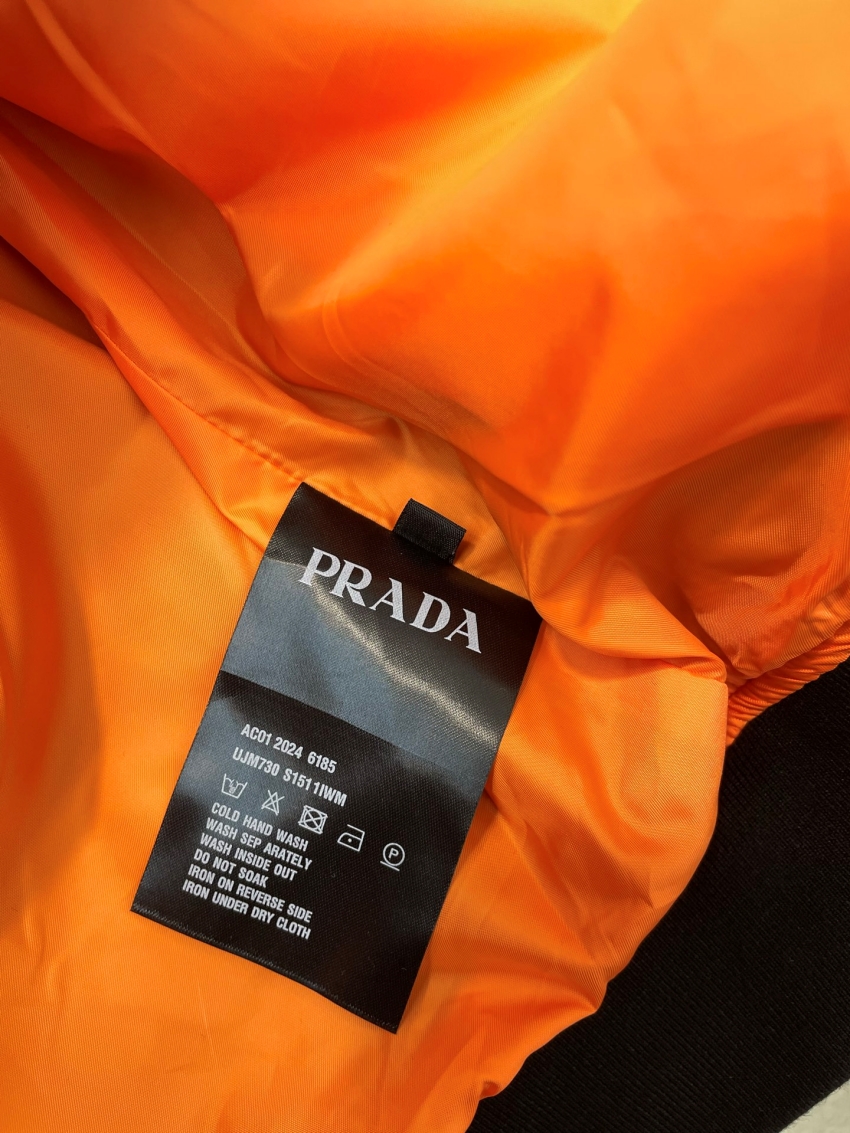 PRADA
AC01 2024 6185
UJM730 S151 1IWM
P
COLD HAND WASH
WASH SEP ARATELY
WASH INSIDE OUT
DO NOT SOAK
IRON ON REVERSE SIDE
IRON UNDER DRY CLOTH